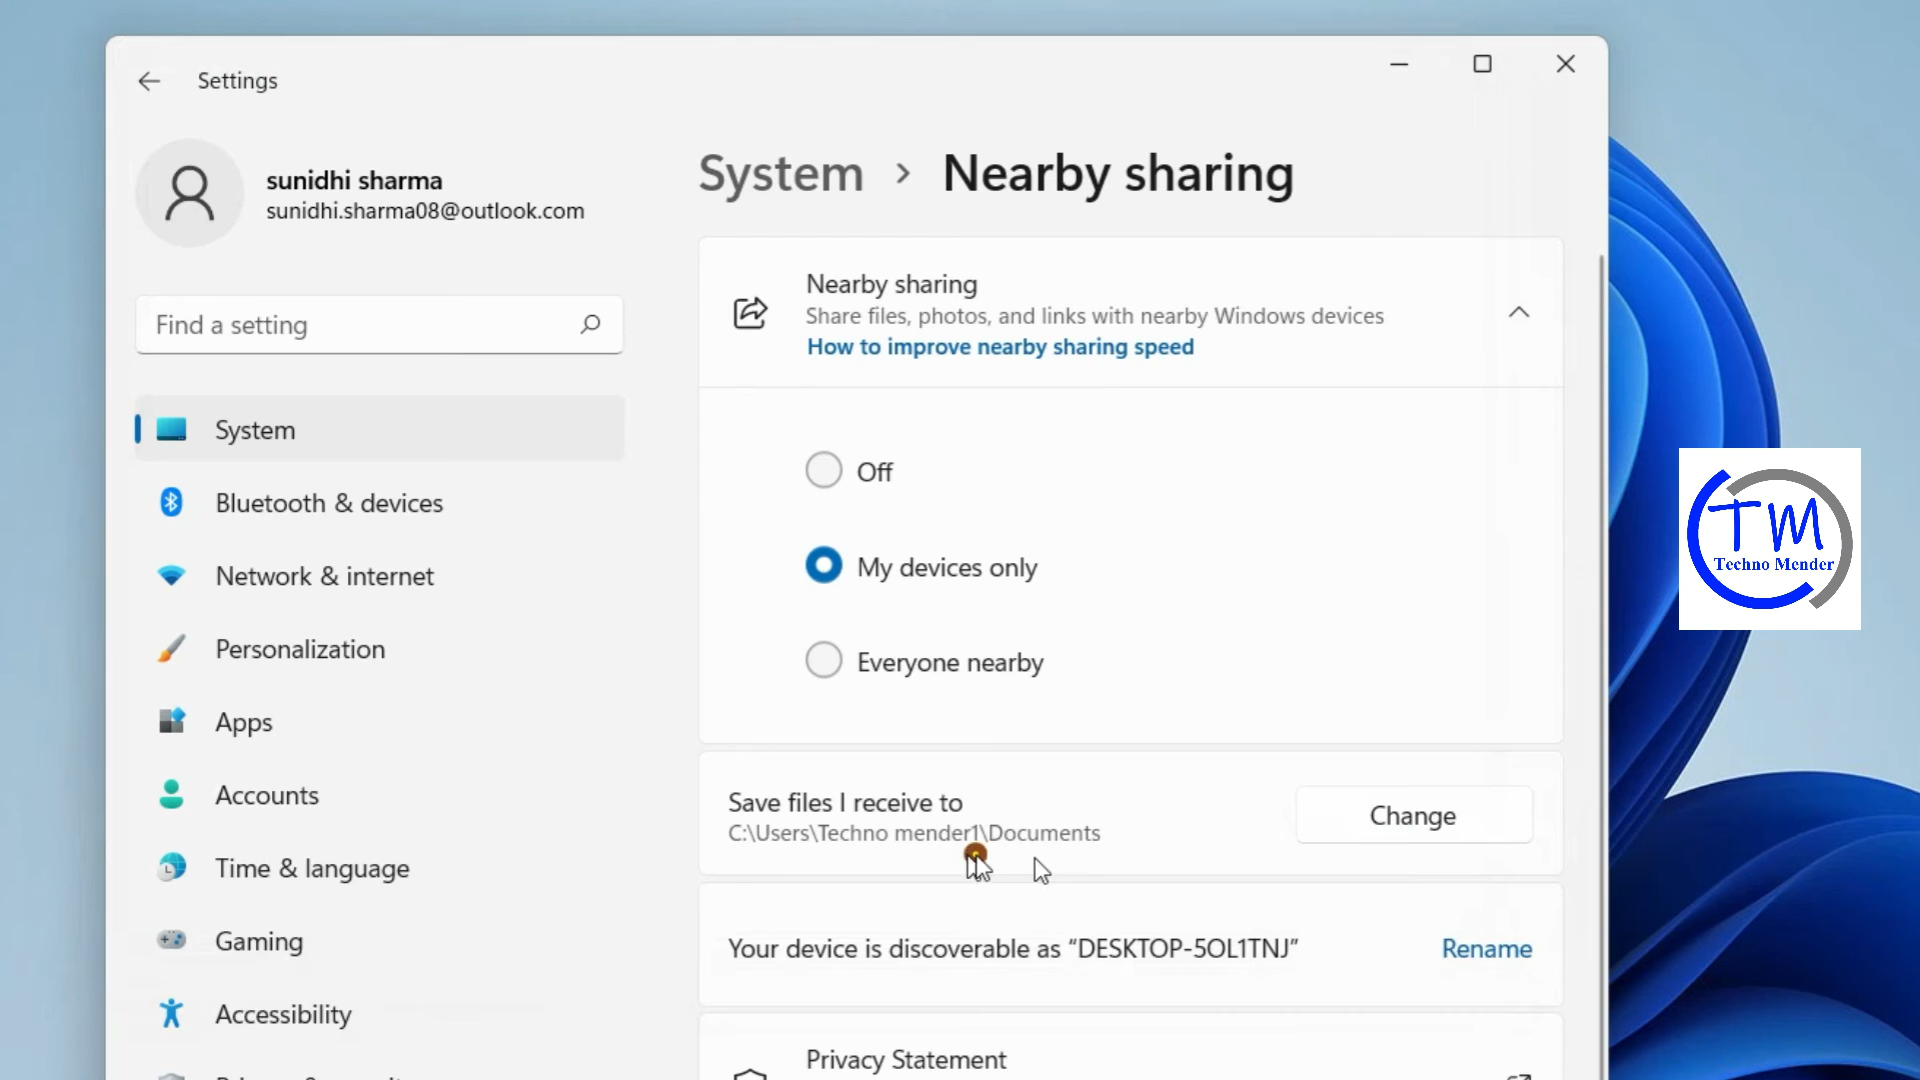 Settings
sunidhi sharma
sunidhi.sharma08@outlook.com
Find a setting
System
Bluetooth & devices
Network & internet
Personalization
Apps
Accounts
Time & language
Gaming
Accessibility
System > Nearby sharing
Nearby sharing
Share files, photos, and links with nearby Windows devices
How to improve nearby sharing speed
Off
My devices only
Everyone nearby
Save files I receive to
C:\Users\Techno mender1\Documents
Change
Your device is discoverable as “DESKTOP-5OL1TNJ”
Rename
Privacy Statement
TM
Techno Mender